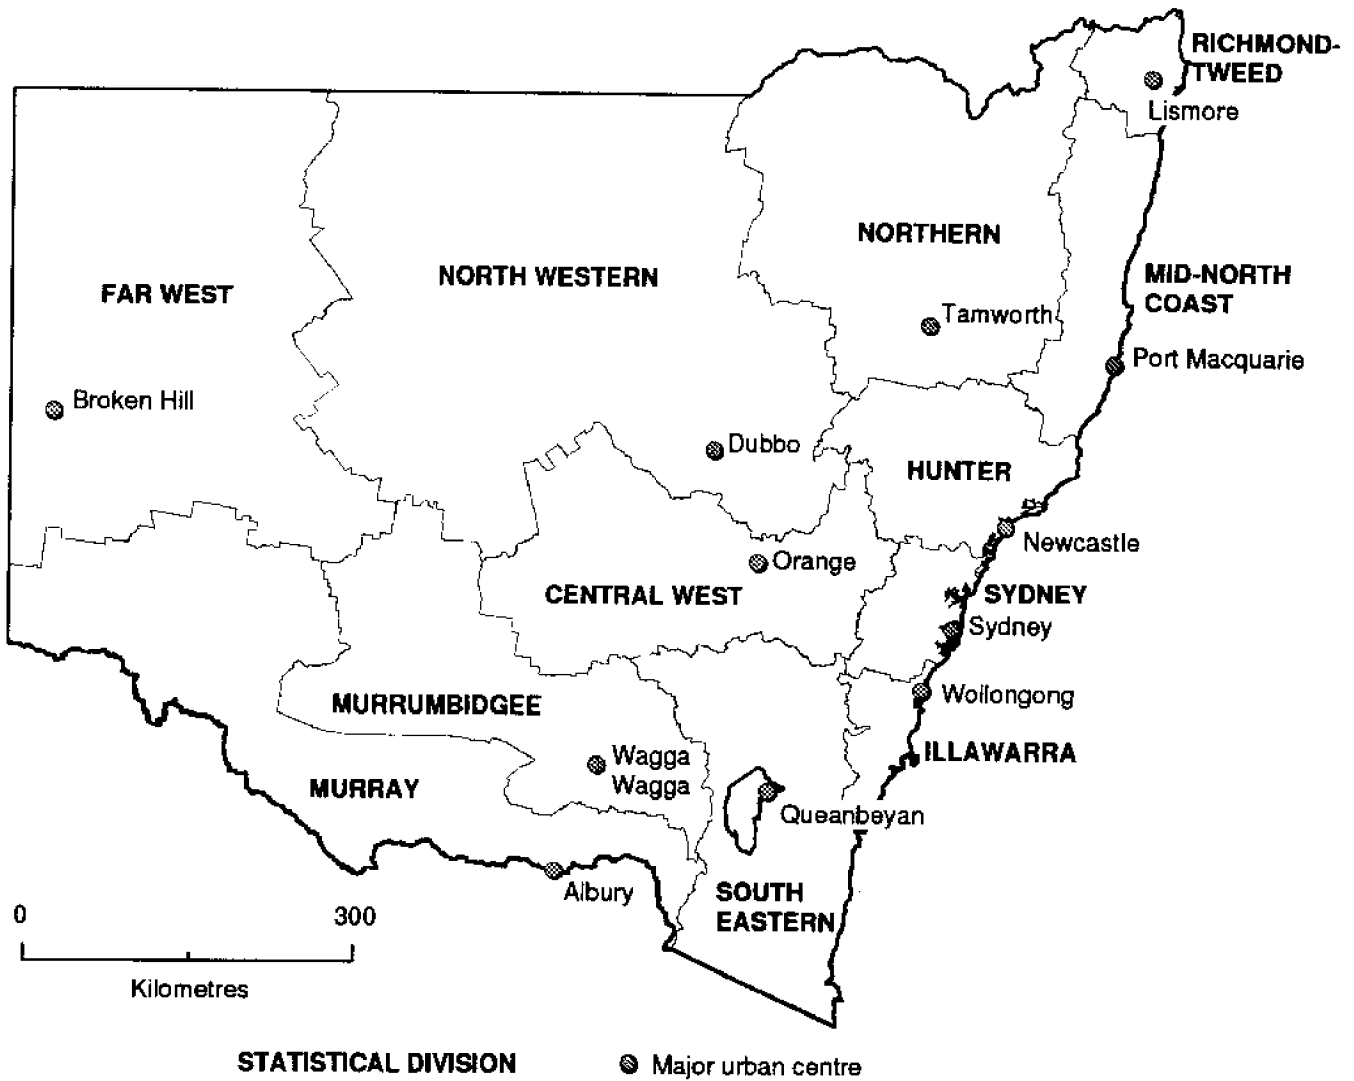 RICHMOND-
TWEED
Lismore
NORTHERN
NORTH WESTERN
MID-NORTH
COAST
FAR WEST
Tamworth
Port Macquarie
Broken Hill
Dubbo
HUNTER
Newcastle
Orange
CENTRAL WEST
SYDNEY
Sydney
Wollongong
MURRUMBIDGEE
ILLAWARRA
Wagga
Wagga
MURRAY
Queanbeyan
Albury
SOUTH
EASTERN
0 300
Kilometres
STATISTICAL DIVISION
Major urban centre